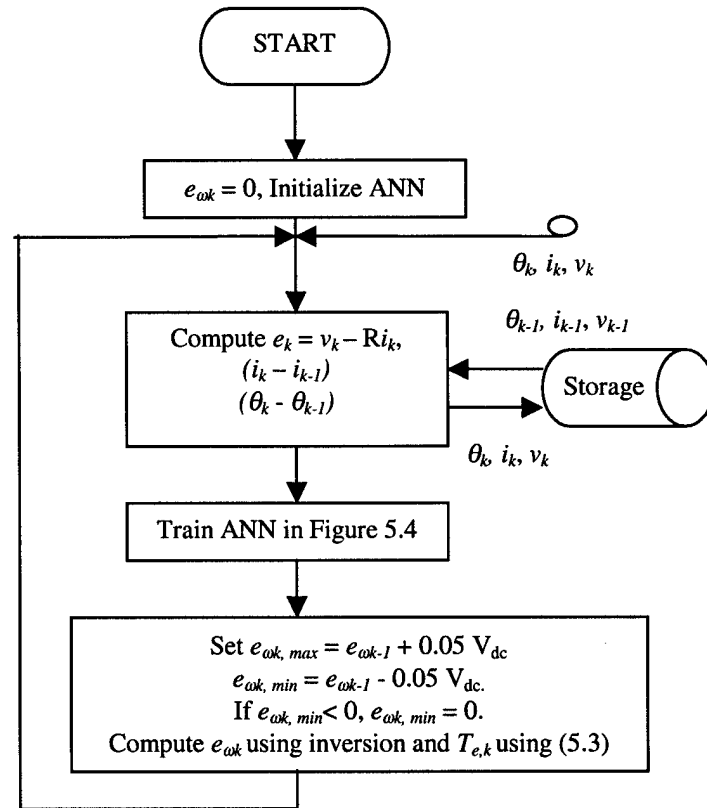 START
e_ωk = 0, Initialize ANN
θ_k, i_k, v_k
Compute e_k = v_k – Ri_k,
(i_k – i_k-1)
(θ_k - θ_k-1)
θ_k-1, i_k-1, v_k-1
Storage
θ_k, i_k, v_k
Train ANN in Figure 5.4
Set e_ωk, max = e_ωk-1 + 0.05 V_dc
e_ωk, min = e_ωk-1 - 0.05 V_dc.
If e_ωk, min < 0, e_ωk, min = 0.
Compute e_ωk using inversion and T_e,k using (5.3)